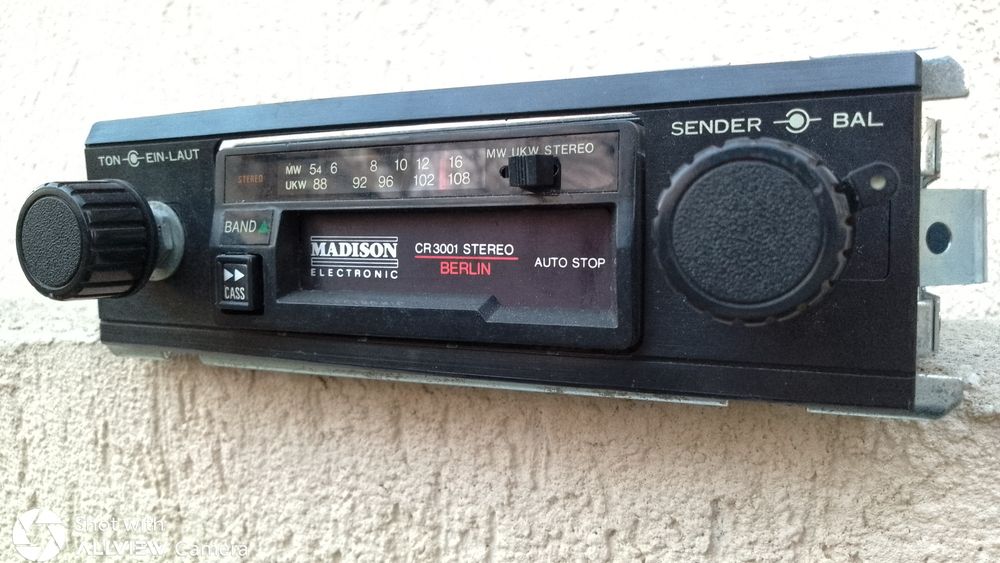 TON EIN-LAUT
SENDER BAL
MW UKW STEREO
STEREO
MW 54 6 8 10 12 16
UKW 88 92 96 102 108
BAND
MADISON
ELECTRONIC
CR3001 STEREO
BERLIN
AUTO STOP
CASS
Shot with
ALLVIEW Camera